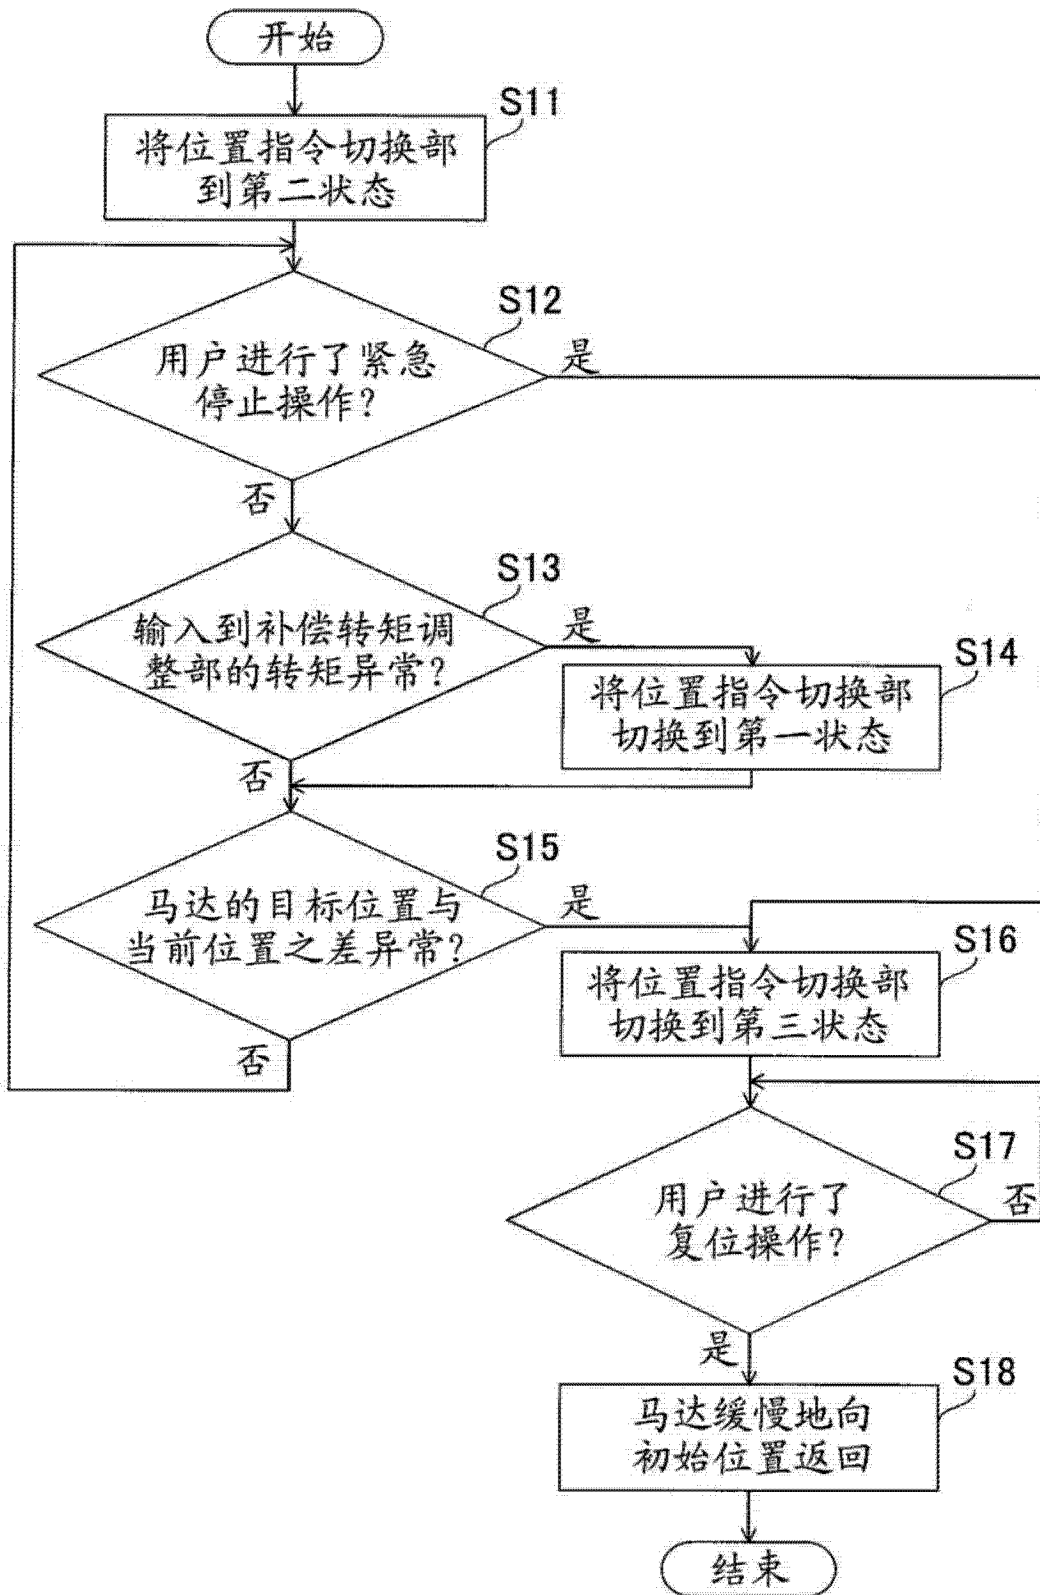 开始
S11
将位置指令切换部
到第二状态
S12
用户进行了紧急
停止操作?
是
否
S13
输入到补偿转矩调
整部的转矩异常?
是
否
S14
将位置指令切换部
切换到第一状态
S15
马达的目标位置与
当前位置之差异常?
是
否
S16
将位置指令切换部
切换到第三状态
S17
用户进行了
复位操作?
否
是
S18
马达缓慢地向
初始位置返回
结束